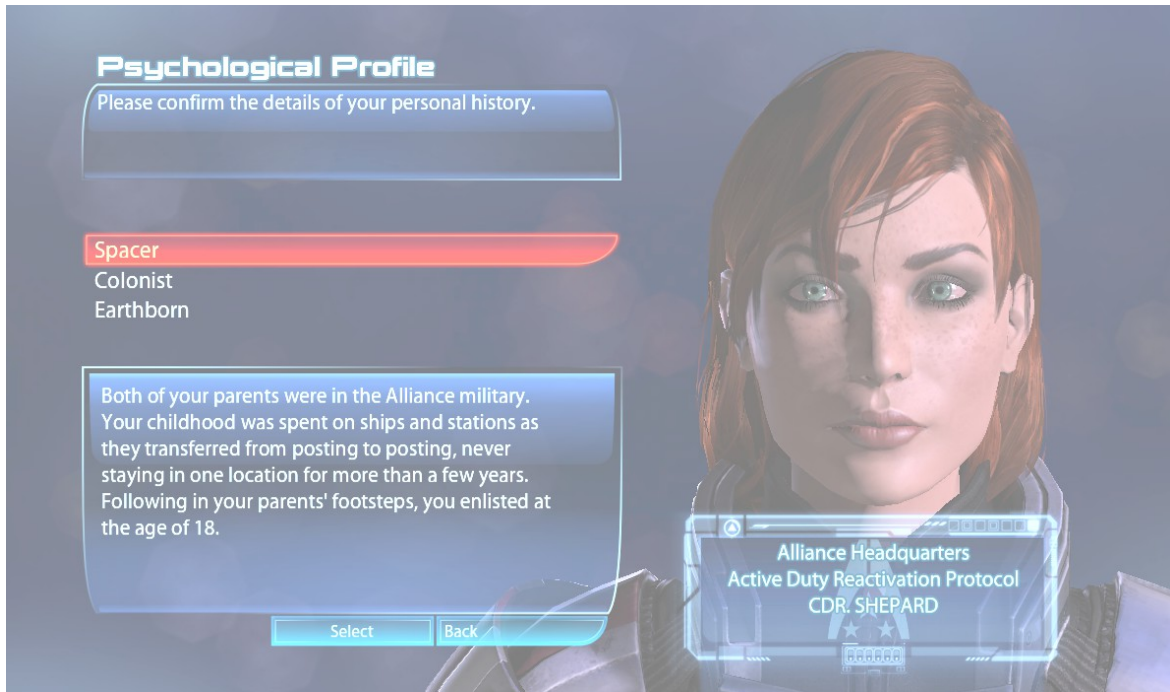 Psychological Profile
Please confirm the details of your personal history.
Spacer
Colonist
Earthborn
Both of your parents were in the Alliance military.
Your childhood was spent on ships and stations as
they transferred from posting to posting, never
staying in one location for more than a few years.
Following in your parents' footsteps, you enlisted at
the age of 18.
Select
Back
Alliance Headquarters
Active Duty Reactivation Protocol
CDR. SHEPARD